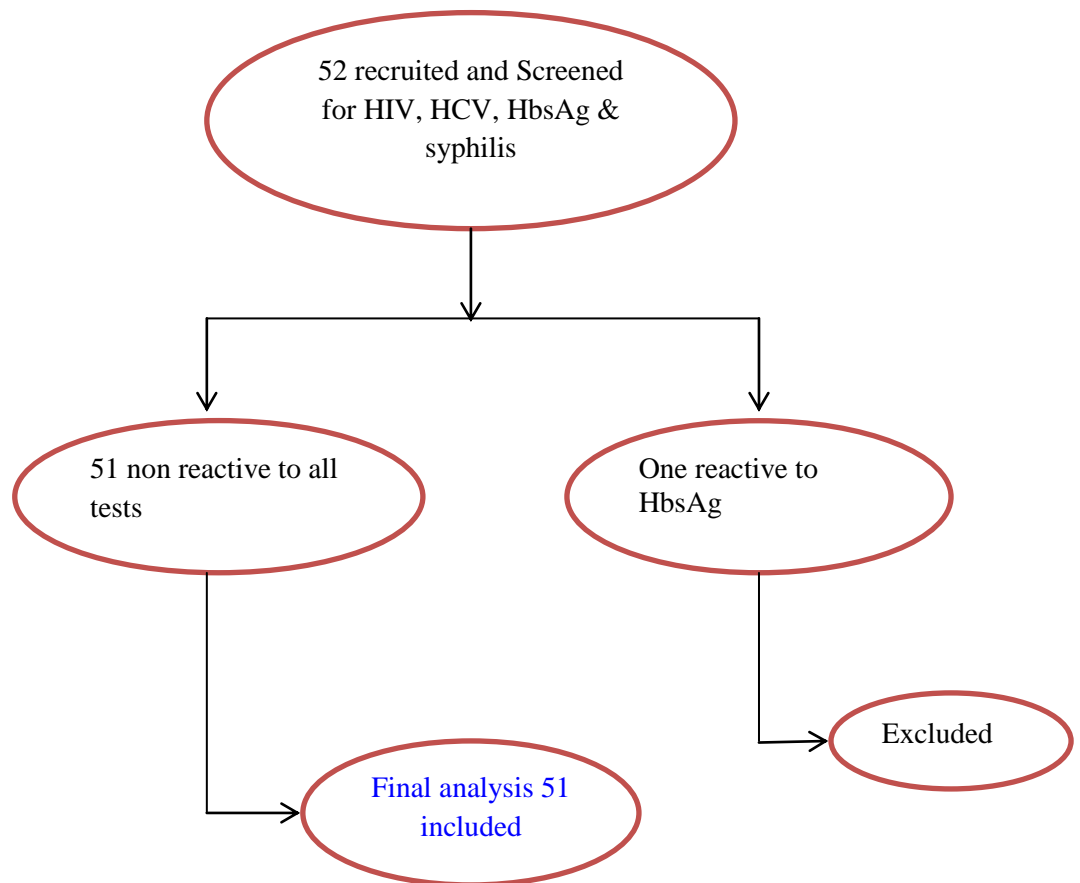 52 recruited and Screened
for HIV, HCV, HbsAg &
syphilis
51 non reactive to all
tests
One reactive to
HbsAg
Excluded
Final analysis 51
included